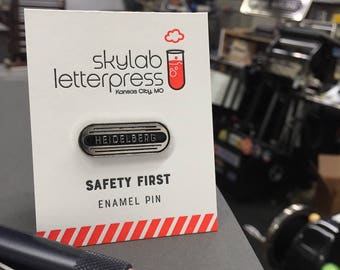 skylab
letterpress
Kansas City, MO
HEIDELBERG
SAFETY FIRST
ENAMEL PIN